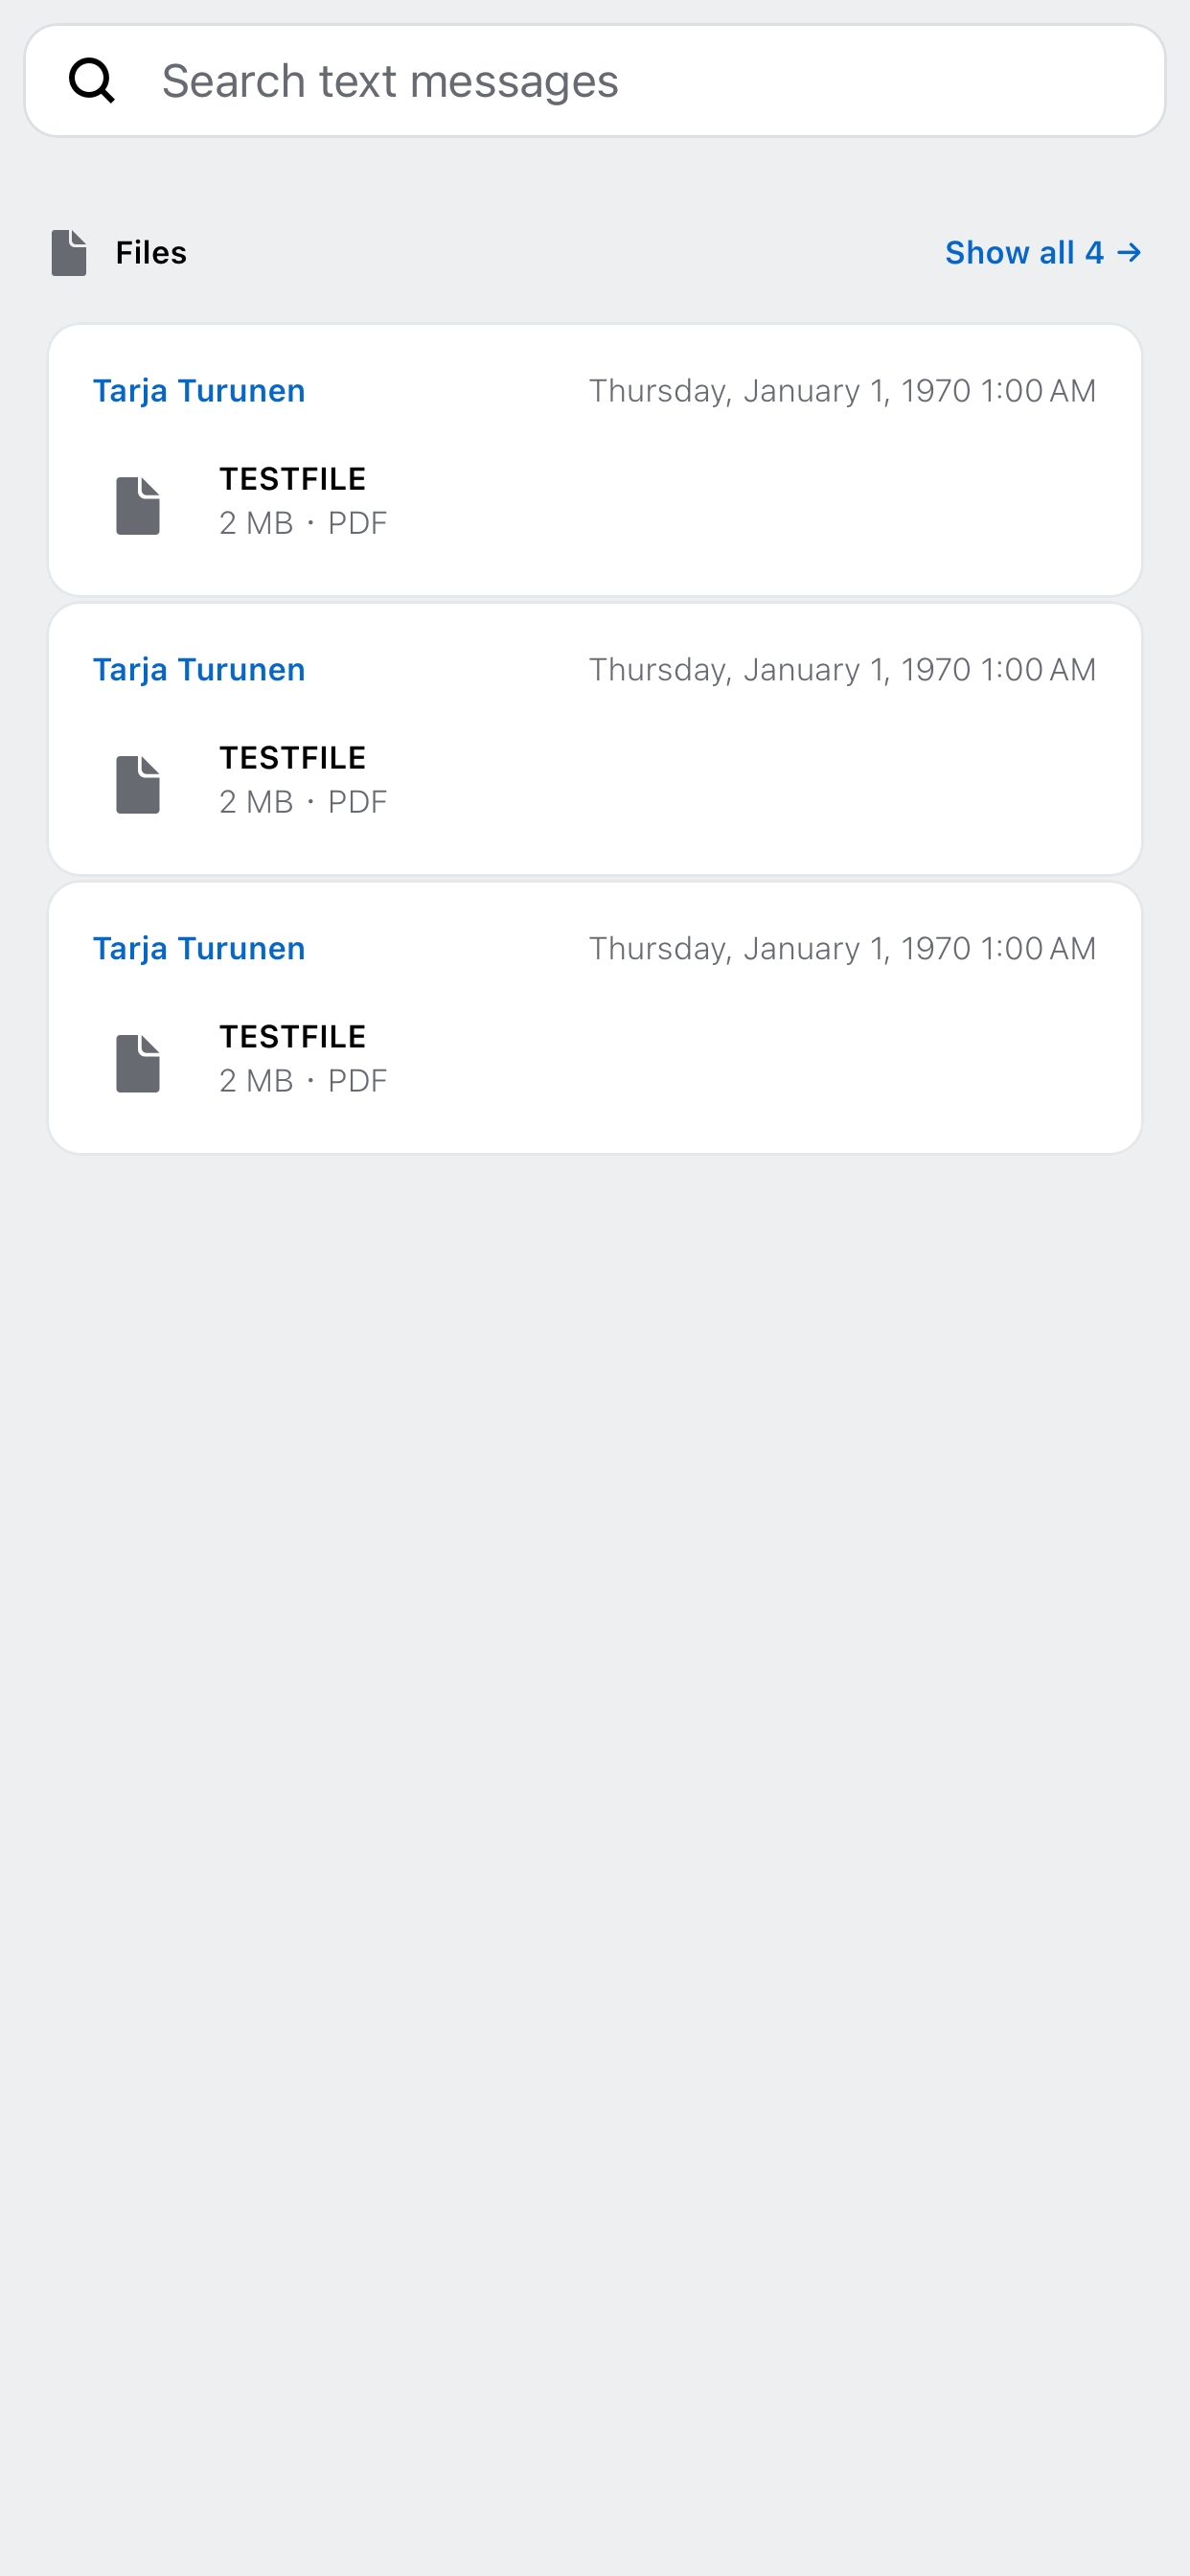 Search text messages
Files
Show all 4 →
Tarja Turunen
Thursday, January 1, 1970 1:00 AM
TESTFILE
2 MB · PDF
Tarja Turunen
Thursday, January 1, 1970 1:00 AM
TESTFILE
2 MB · PDF
Tarja Turunen
Thursday, January 1, 1970 1:00 AM
TESTFILE
2 MB · PDF